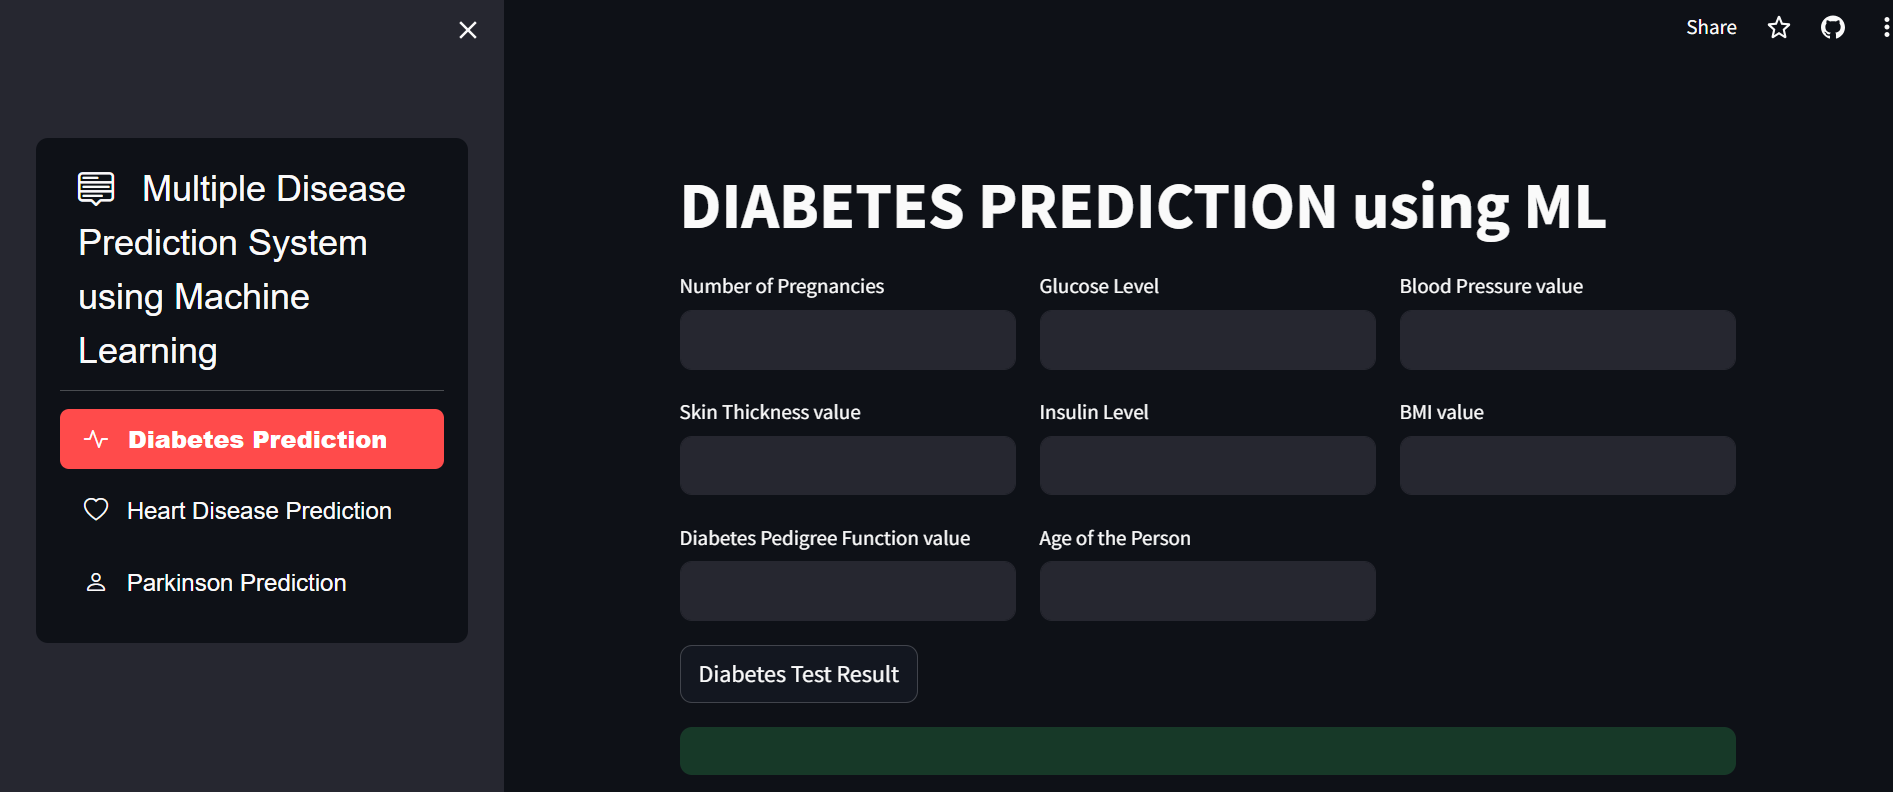 Share
Multiple Disease
Prediction System
using Machine
Learning
Diabetes Prediction
Heart Disease Prediction
Parkinson Prediction
DIABETES PREDICTION using ML
Number of Pregnancies
Glucose Level
Blood Pressure value
Skin Thickness value
Insulin Level
BMI value
Diabetes Pedigree Function value
Age of the Person
Diabetes Test Result